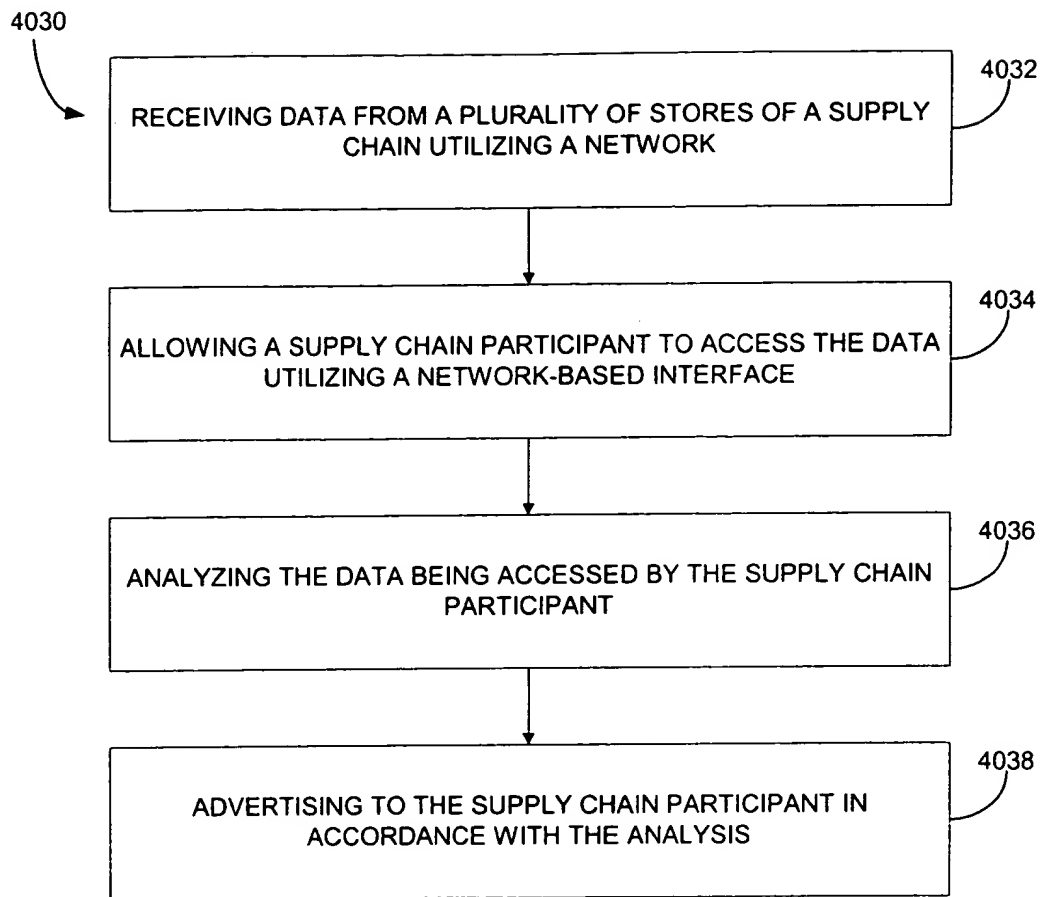 4030
4032
RECEIVING DATA FROM A PLURALITY OF STORES OF A SUPPLY
CHAIN UTILIZING A NETWORK
4034
ALLOWING A SUPPLY CHAIN PARTICIPANT TO ACCESS THE DATA
UTILIZING A NETWORK-BASED INTERFACE
4036
ANALYZING THE DATA BEING ACCESSED BY THE SUPPLY CHAIN
PARTICIPANT
4038
ADVERTISING TO THE SUPPLY CHAIN PARTICIPANT IN
ACCORDANCE WITH THE ANALYSIS